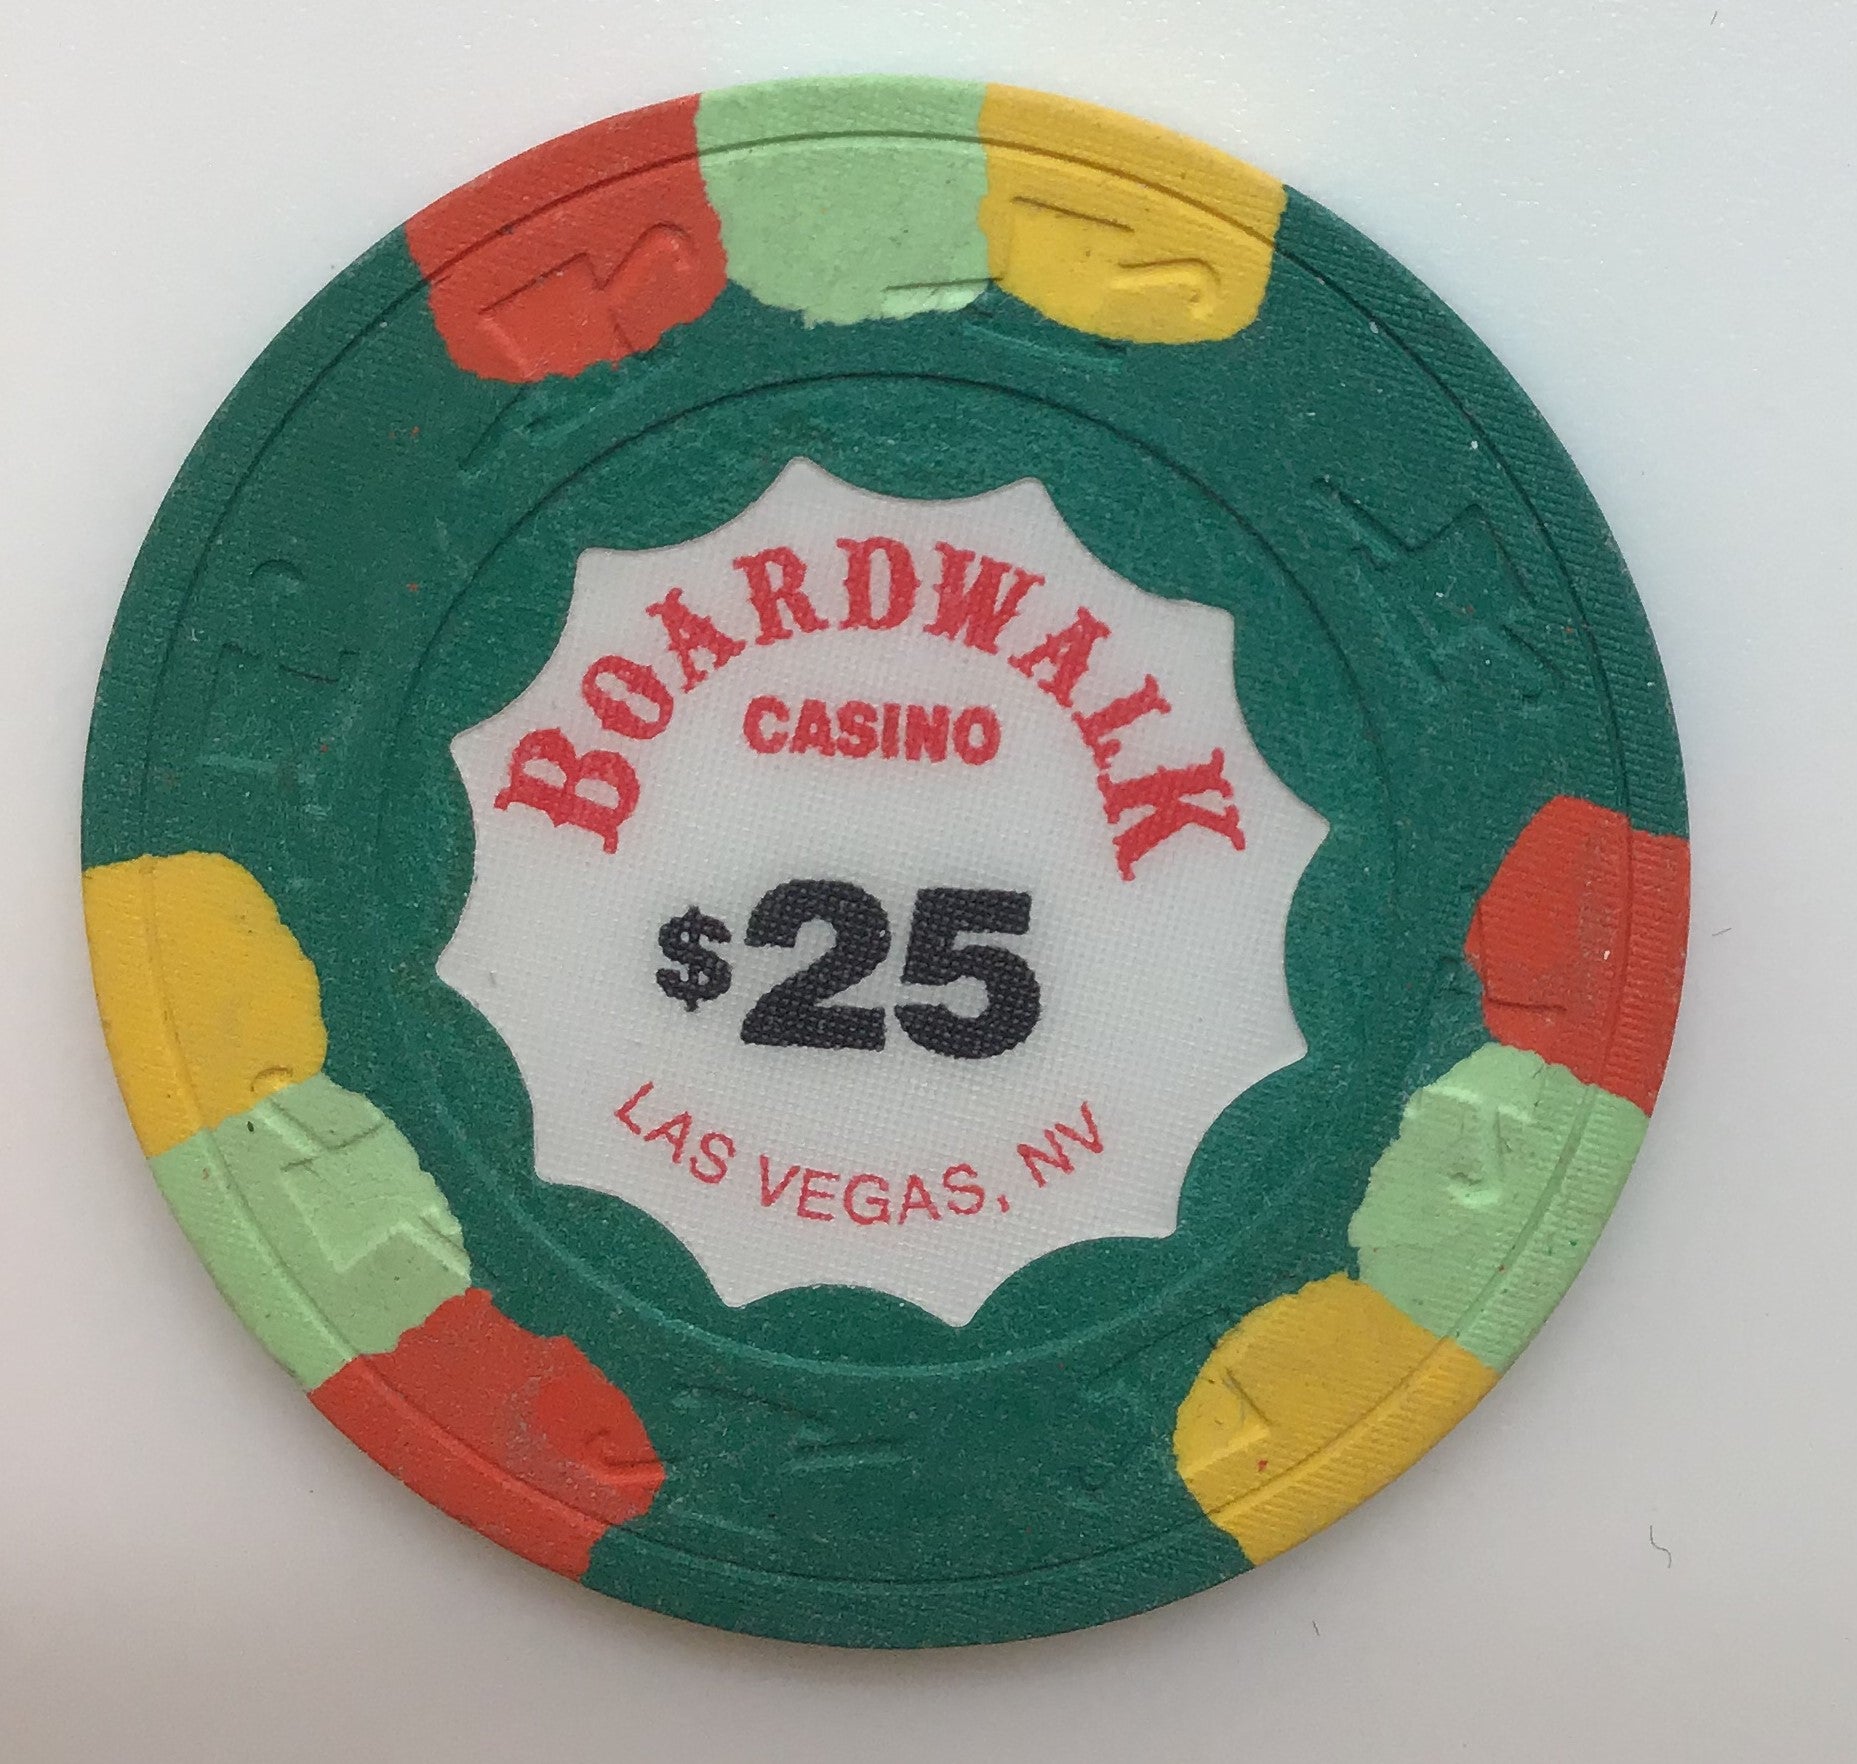 BOARDWALK
CASINO
$25
LAS VEGAS, NV